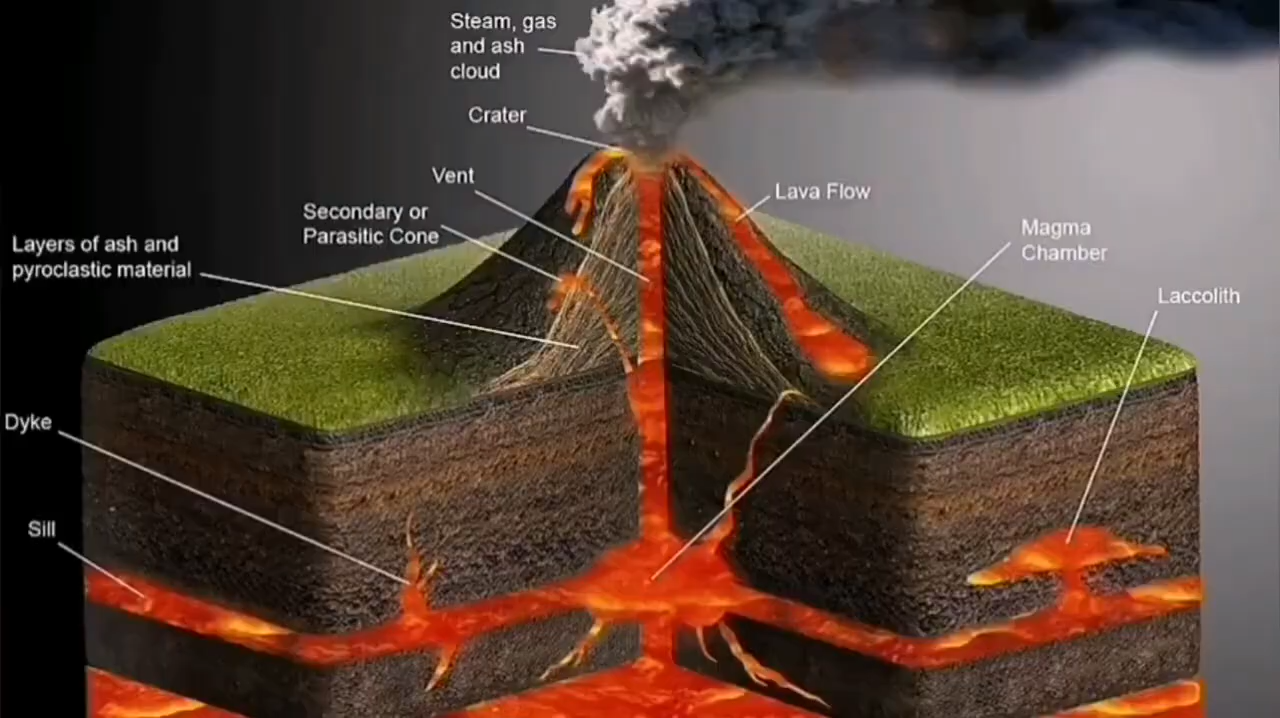 Steam, gas
and ash
cloud
Crater
Vent
Secondary or
Parasitic Cone
Layers of ash and
pyroclastic material
Lava Flow
Magma
Chamber
Laccolith
Dyke
Sill